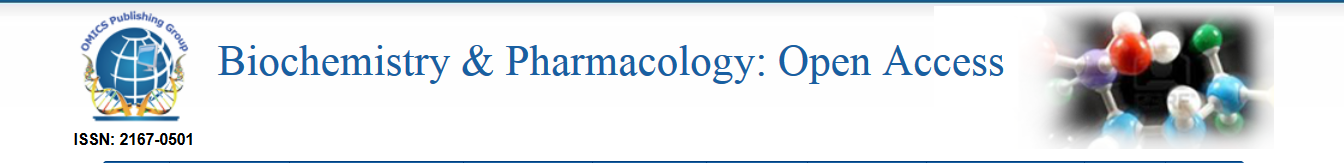 OMICS Publishing Group
Biochemistry & Pharmacology: Open Access
ISSN: 2167-0501